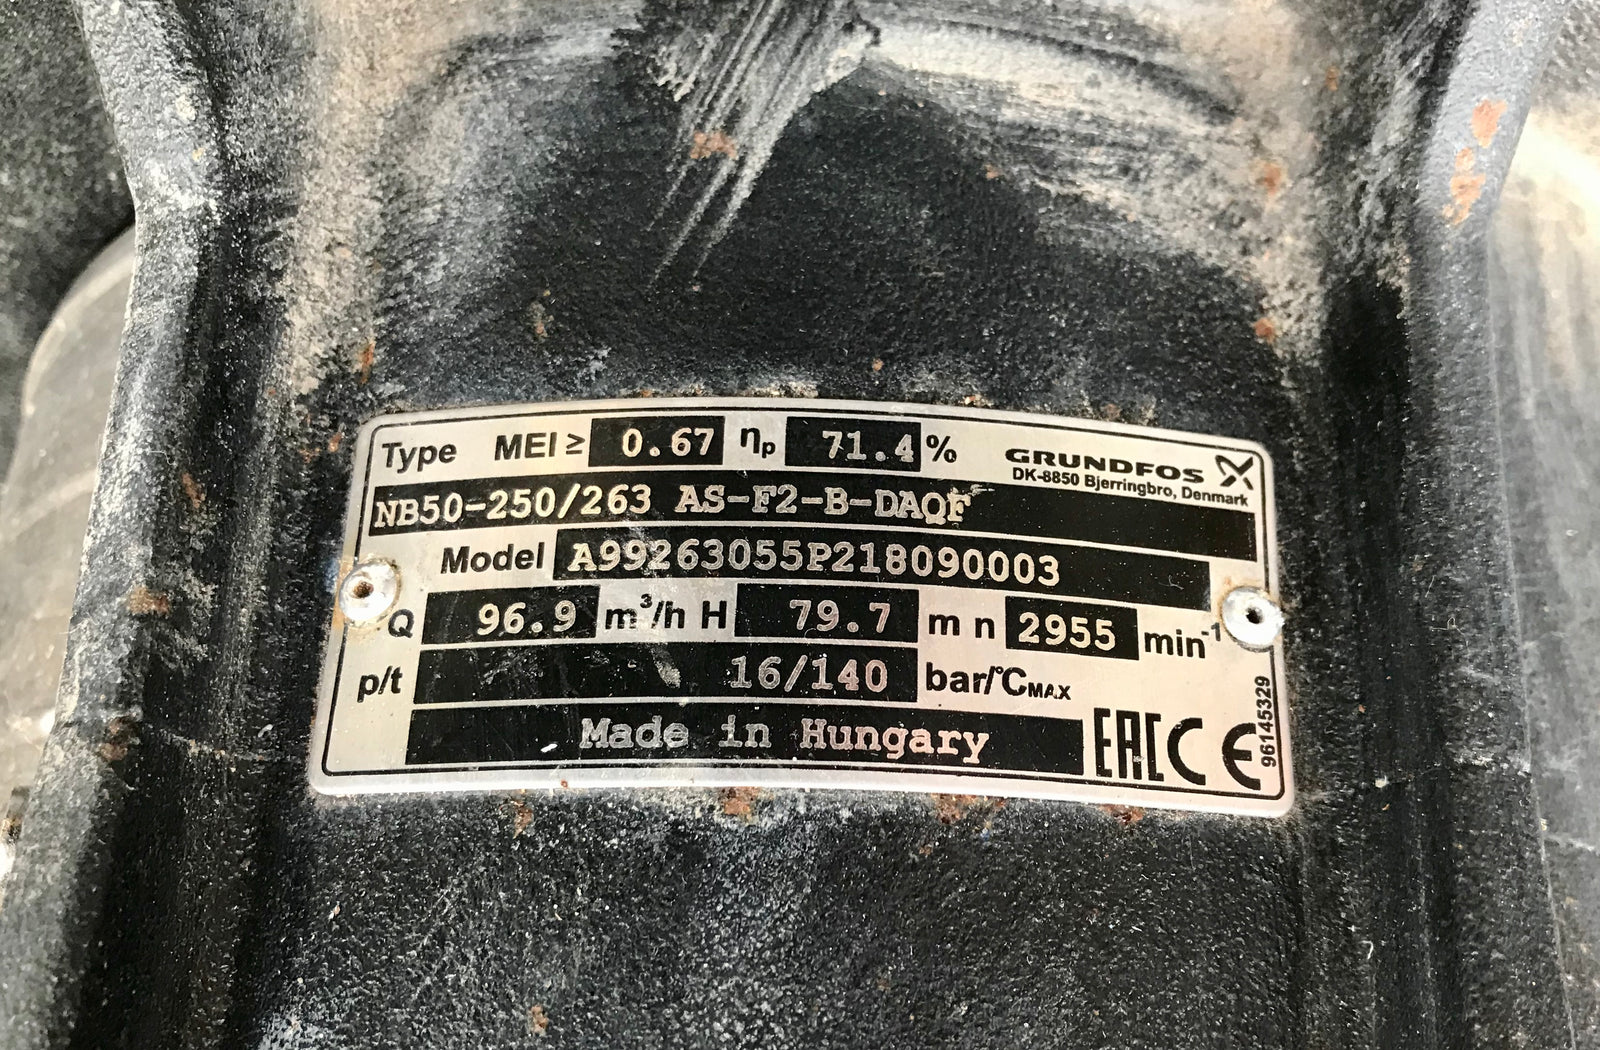 Type MEI ≥ 0.67 ηp 71.4 %
GRUNDFOS
DK-8850 Bjerringbro, Denmark
NB50-250/263 AS-F2-B-DAQF
Model A99263055P218090003
Q 96.9 m³/h H 79.7 m n 2955 min⁻¹
p/t 16/140 bar/°CMAX
Made in Hungary
EAC CE
96145329